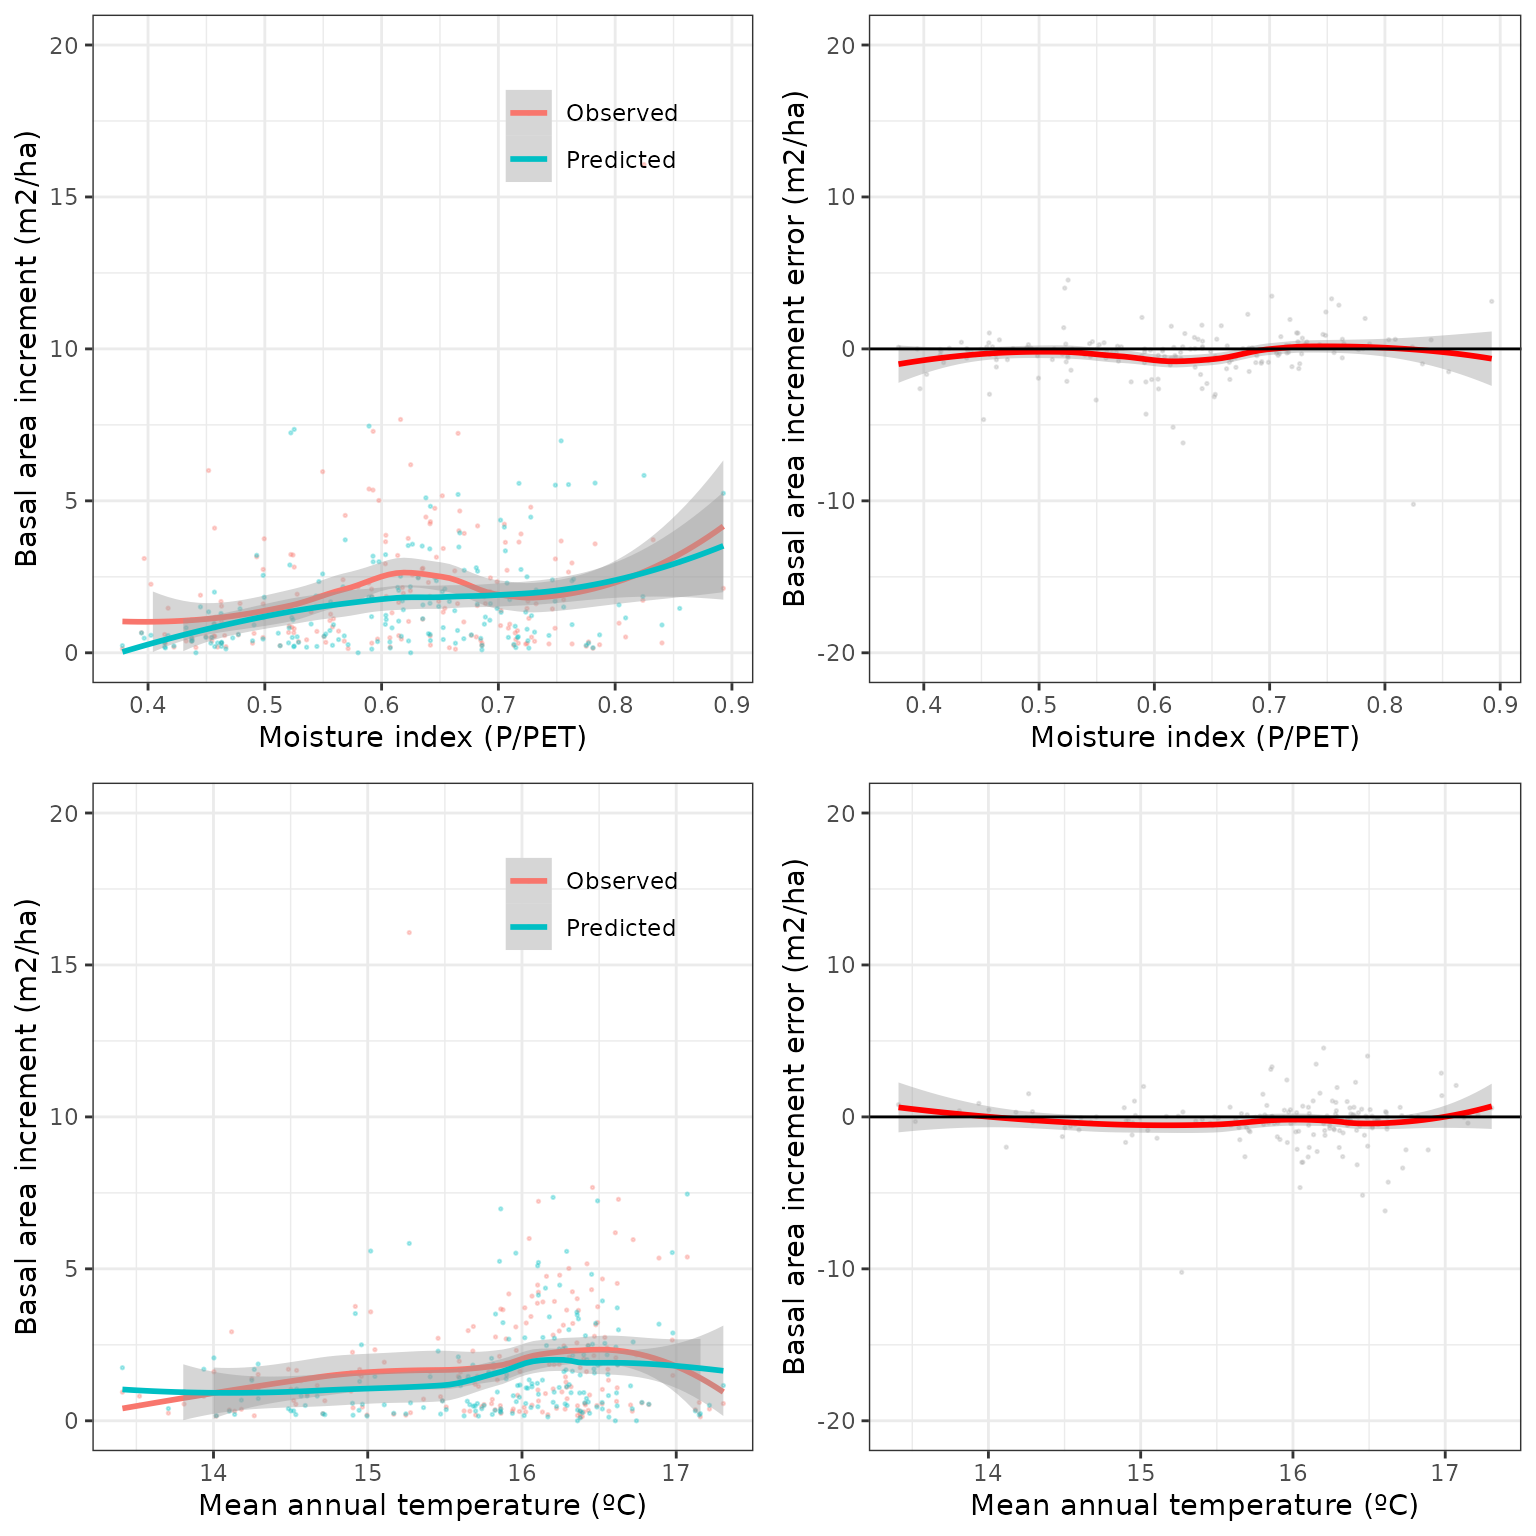 20
15
10
5
0
Basal area increment (m2/ha)
Observed
Predicted
0.4 0.5 0.6 0.7 0.8 0.9
Moisture index (P/PET)
20
10
0
-10
-20
Basal area increment error (m2/ha)
0.4 0.5 0.6 0.7 0.8 0.9
Moisture index (P/PET)
20
15
10
5
0
Basal area increment (m2/ha)
Observed
Predicted
14 15 16 17
Mean annual temperature (ºC)
20
10
0
-10
-20
Basal area increment error (m2/ha)
14 15 16 17
Mean annual temperature (ºC)